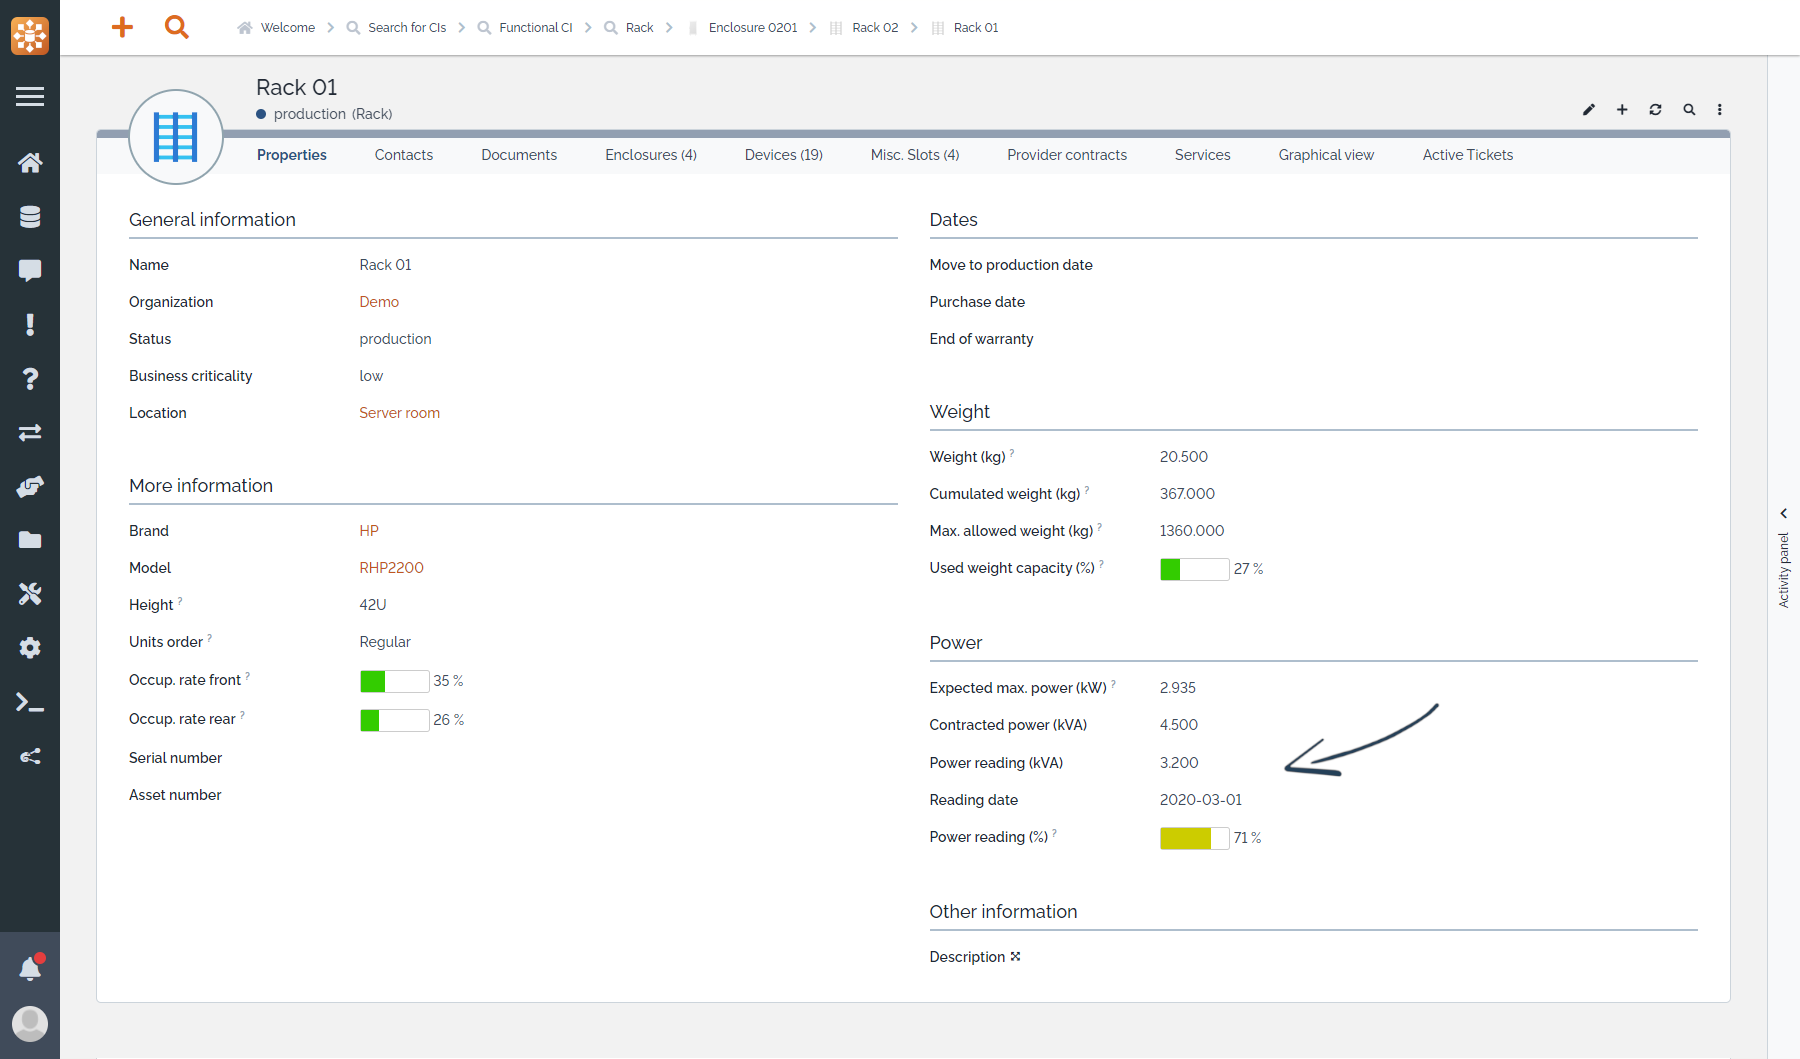 Welcome Search for CIs Functional CI Rack Enclosure 0201 Rack 02 Rack 01
Rack 01
production (Rack)
Properties Contacts Documents Enclosures (4) Devices (19) Misc. Slots (4) Provider contracts Services Graphical view Active Tickets
General information
Name Rack 01
Organization Demo
Status production
Business criticality low
Location Server room
More information
Brand HP
Model RHP2200
Height ? 42U
Units order ? Regular
Occup. rate front ? 35 %
Occup. rate rear ? 26 %
Serial number
Asset number
Dates
Move to production date
Purchase date
End of warranty
Weight
Weight (kg) ? 20.500
Cumulated weight (kg) ? 367.000
Max. allowed weight (kg) ? 1360.000
Used weight capacity (%) ? 27 %
Power
Expected max. power (kW) ? 2.935
Contracted power (kVA) 4.500
Power reading (kVA) 3.200
Reading date 2020-03-01
Power reading (%) ? 71 %
Other information
Description
Activity panel